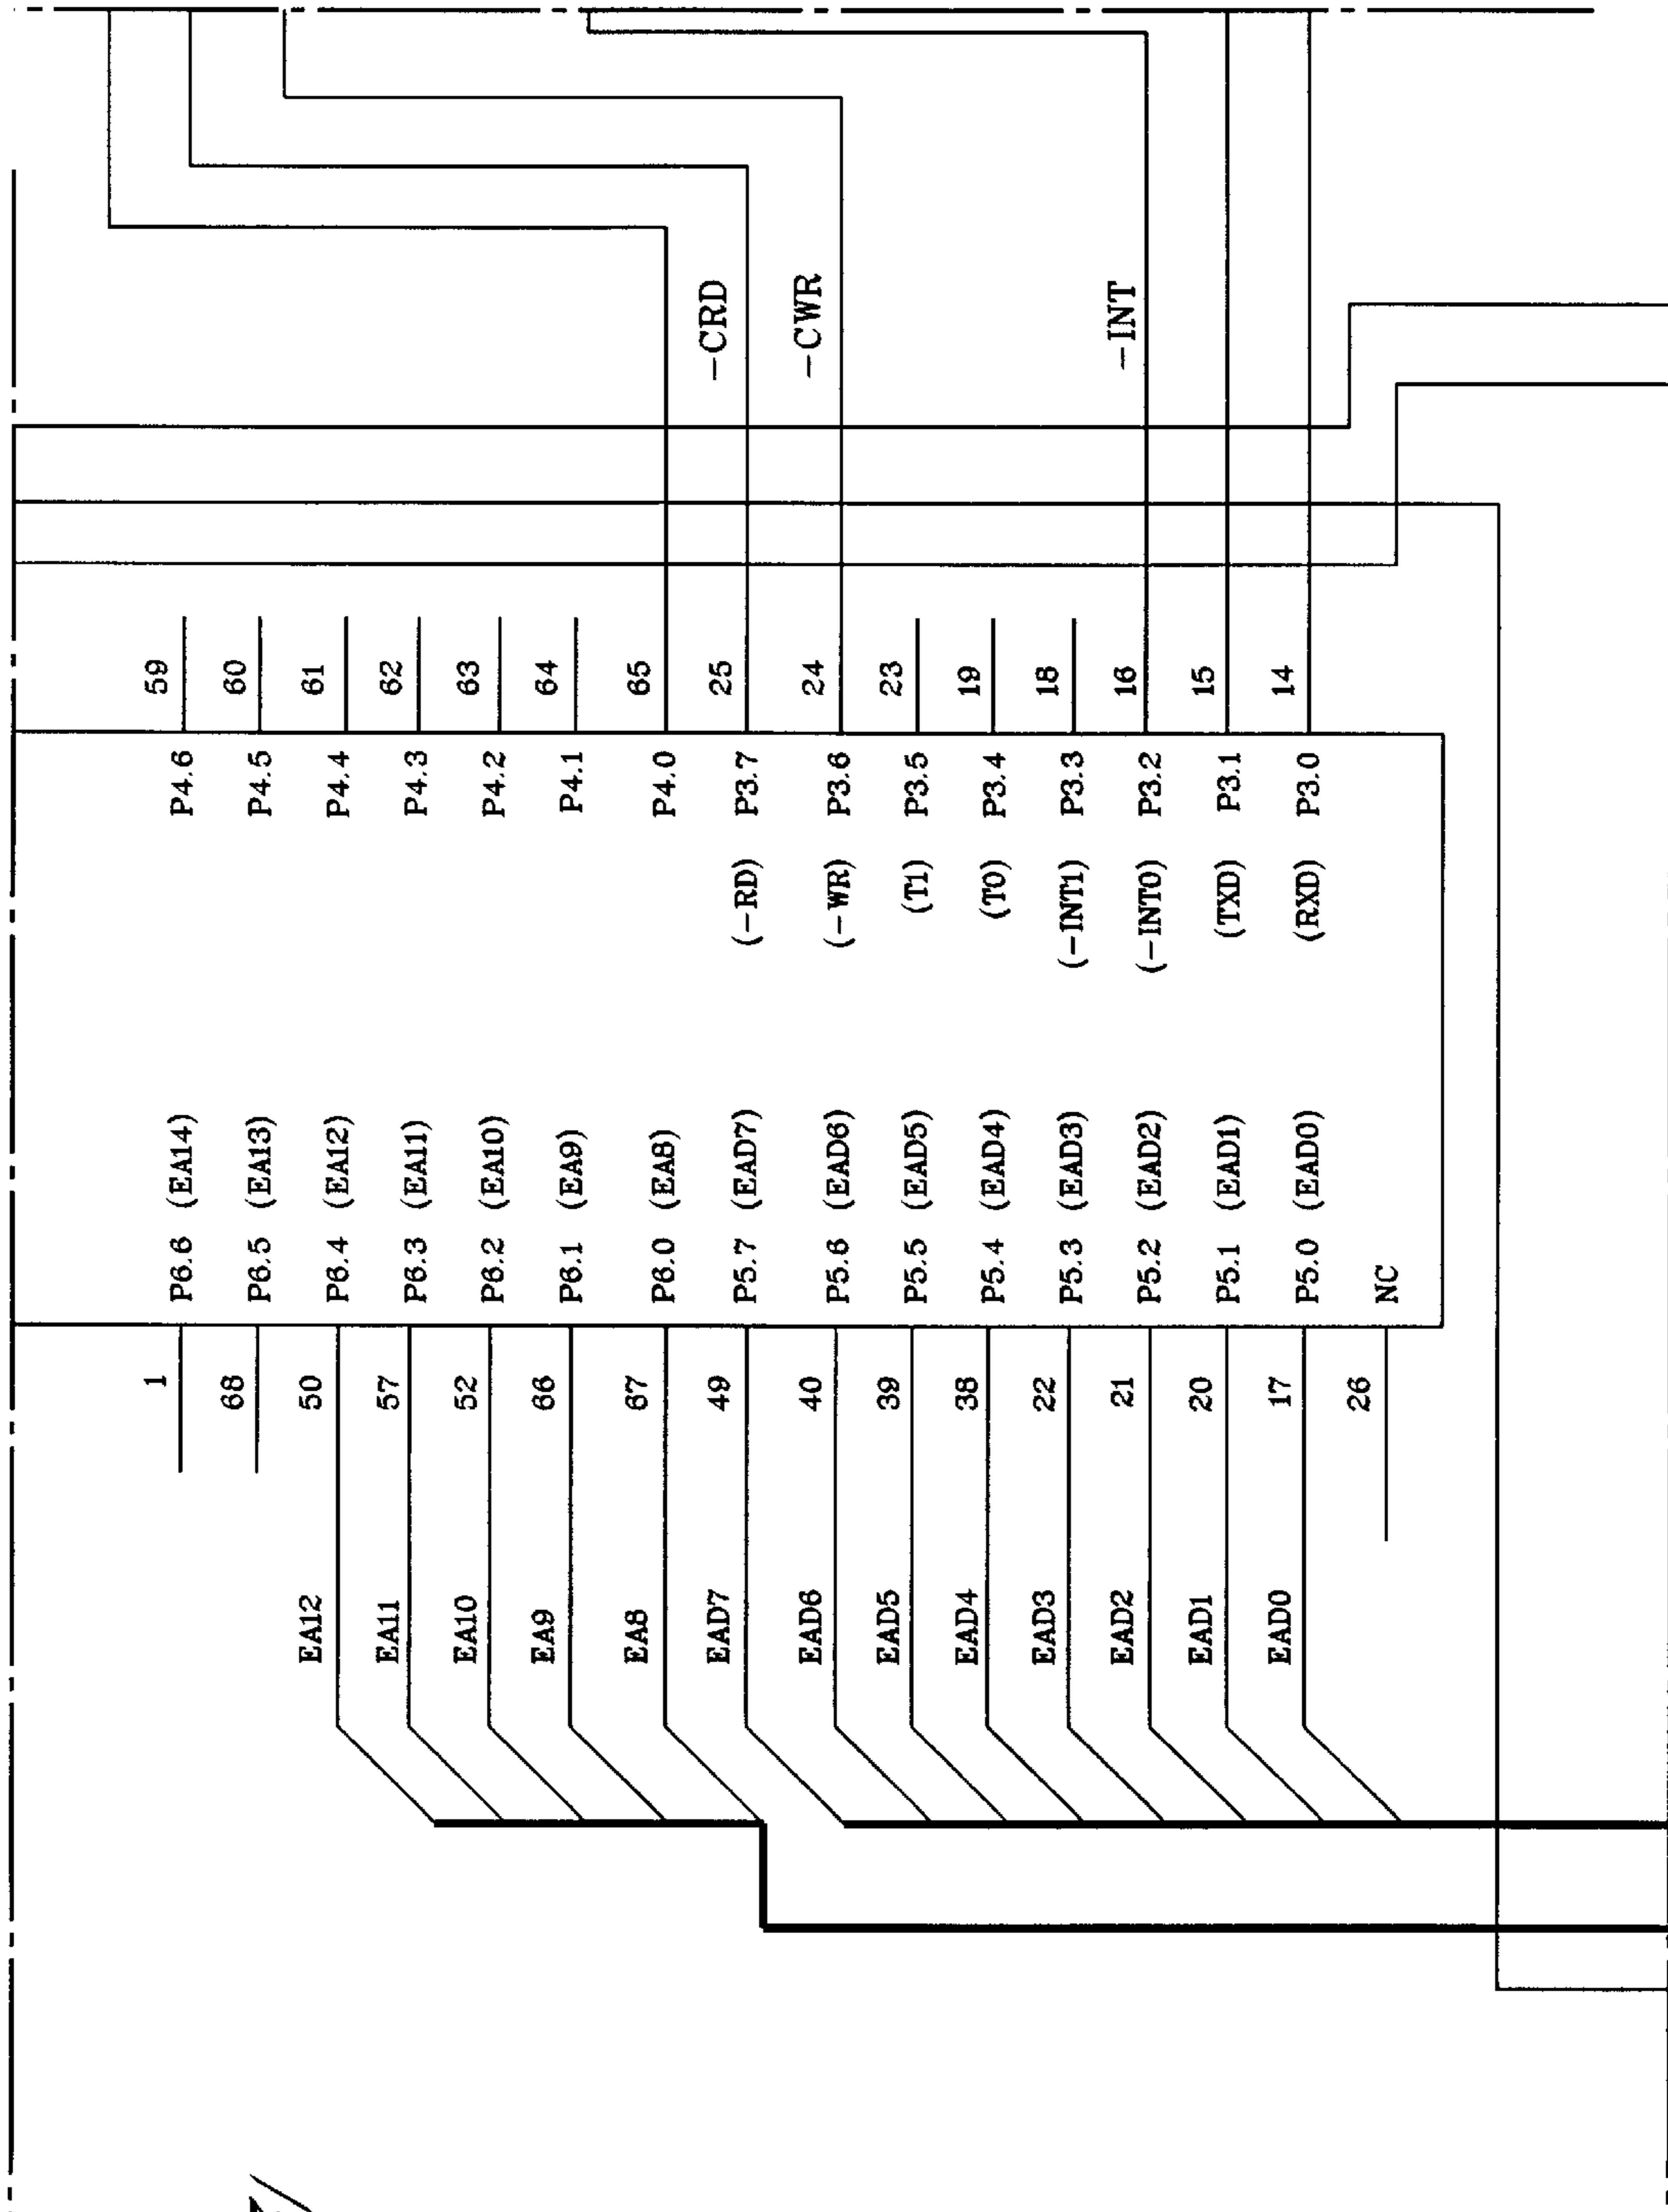 59
60
61
62
63
64
65
25
24
23
19
18
16
15
14
-CRD
-CWR
-INT
P4.6
P4.5
P4.4
P4.3
P4.2
P4.1
P4.0
(-RD) P3.7
(-WR) P3.6
(T1) P3.5
(T0) P3.4
(-INT1) P3.3
(-INT0) P3.2
(TXD) P3.1
(RXD) P3.0
P6.6 (EA14)
P6.5 (EA13)
P6.4 (EA12)
P6.3 (EA11)
P6.2 (EA10)
P6.1 (EA9)
P6.0 (EA8)
P5.7 (EAD7)
P5.6 (EAD6)
P5.5 (EAD5)
P5.4 (EAD4)
P5.3 (EAD3)
P5.2 (EAD2)
P5.1 (EAD1)
P5.0 (EAD0)
NC
1
68
50
57
52
66
67
49
40
39
38
22
21
20
17
26
EA12
EA11
EA10
EA9
EA8
EAD7
EAD6
EAD5
EAD4
EAD3
EAD2
EAD1
EAD0